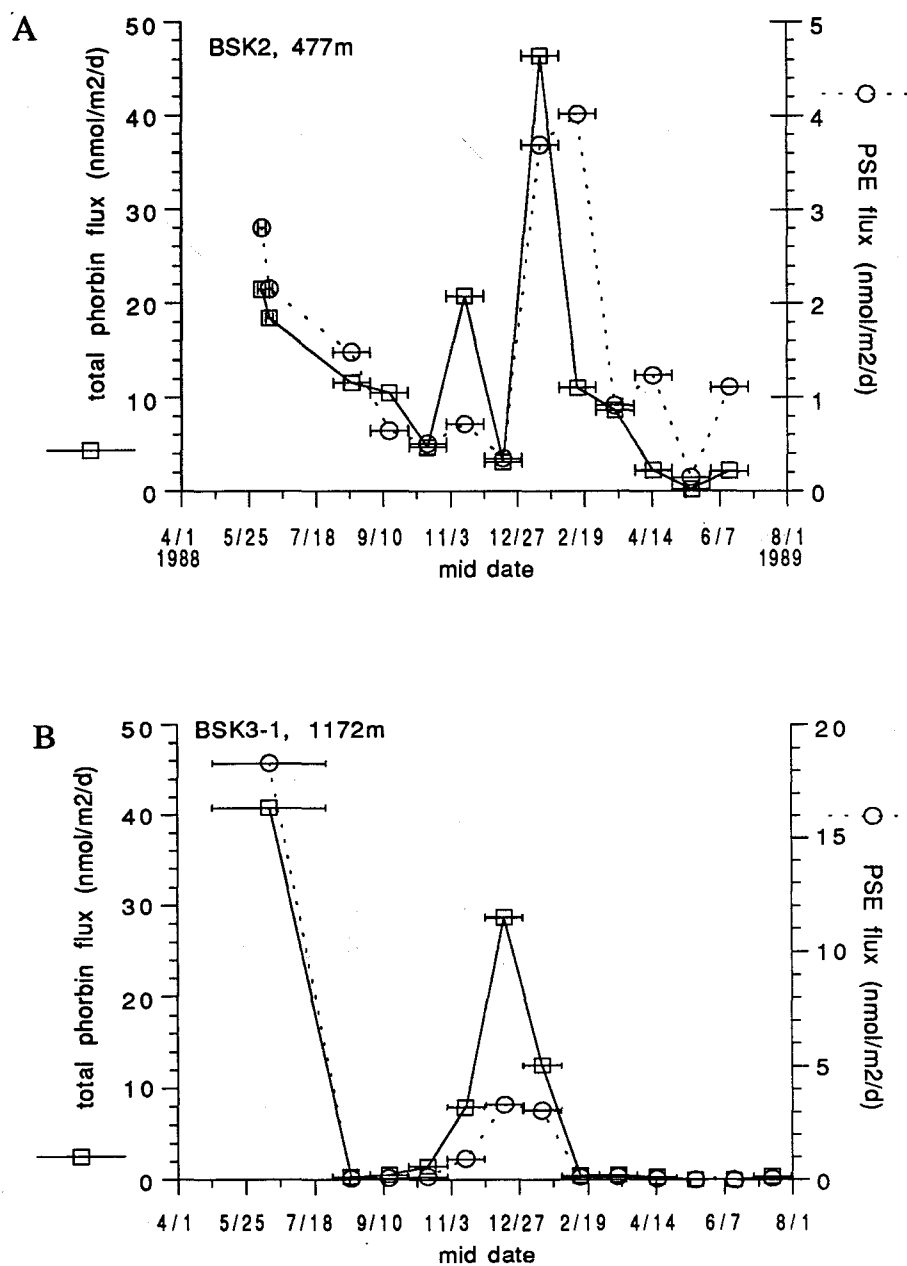 A
BSK2, 477m
total phorbin flux (nmol/m2/d)
50
40
30
20
10
0
5
4
3
2
1
0
PSE flux (nmol/m2/d)
4/1 5/25 7/18 9/10 11/3 12/27 2/19 4/14 6/7 8/1
1988 1989
mid date
B
BSK3-1, 1172m
total phorbin flux (nmol/m2/d)
50
40
30
20
10
0
20
15
10
5
0
PSE flux (nmol/m2/d)
4/1 5/25 7/18 9/10 11/3 12/27 2/19 4/14 6/7 8/1
mid date